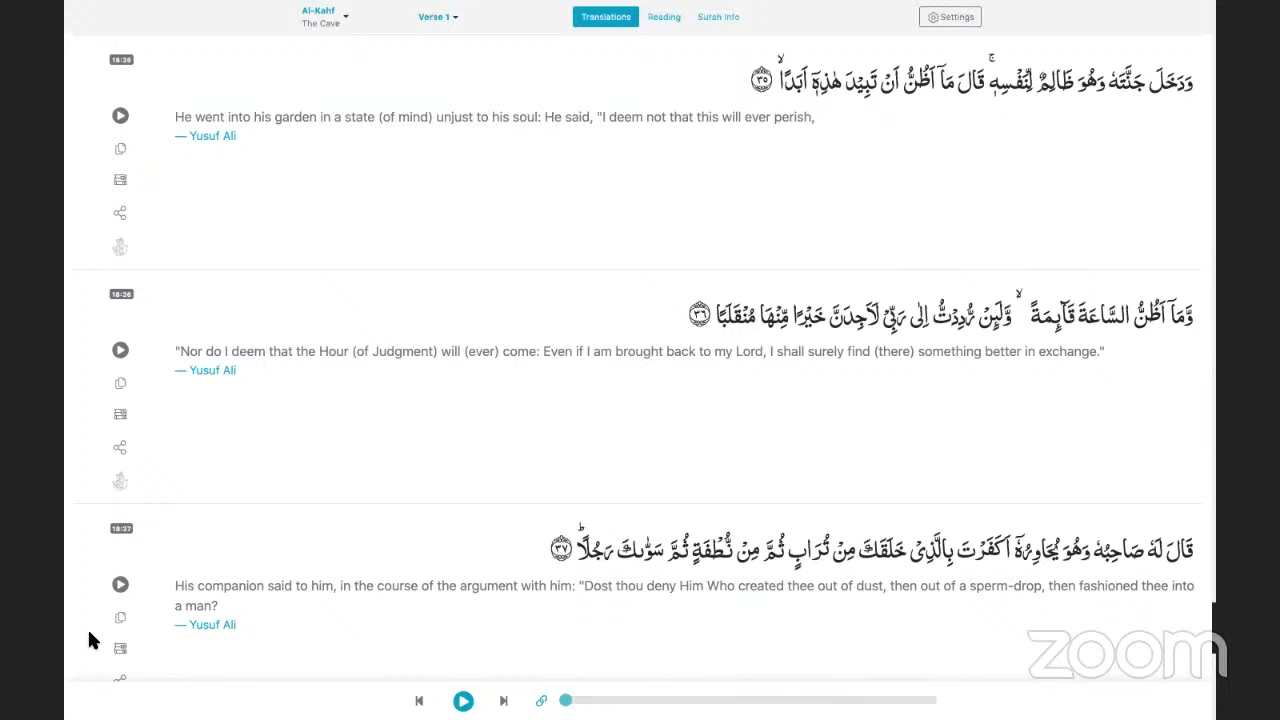 Al-Kahf
The Cave
Verse 1
Translations
Reading
Surah Info
Settings
18:35
وَدَخَلَ جَنَّتَهٗ وَهُوَ ظَالِمٌ لِّنَفْسِهٖ ۚ قَالَ مَاۤ اَظُنُّ اَنْ تَبِيْدَ هٰذِهٖۤ اَبَدًا ۙ ٣٥
He went into his garden in a state (of mind) unjust to his soul: He said, "I deem not that this will ever perish,
— Yusuf Ali
18:36
وَّمَاۤ اَظُنُّ السَّاعَةَ قَآىِٕمَةً ۙ وَّلَىِٕنْ رُّدِدْتُّ اِلٰى رَبِّيْ لَاَجِدَنَّ خَيْرًا مِّنْهَا مُنْقَلَبًا ٣٦
"Nor do I deem that the Hour (of Judgment) will (ever) come: Even if I am brought back to my Lord, I shall surely find (there) something better in exchange."
— Yusuf Ali
18:37
قَالَ لَهٗ صَاحِبُهٗ وَهُوَ يُحَاوِرُهٗۤ اَكَفَرْتَ بِالَّذِيْ خَلَقَكَ مِنْ تُرَابٍ ثُمَّ مِنْ نُّطْفَةٍ ثُمَّ سَوّٰىكَ رَجُلًاؕ ٣٧
His companion said to him, in the course of the argument with him: "Dost thou deny Him Who created thee out of dust, then out of a sperm-drop, then fashioned thee into
a man?
— Yusuf Ali
zoom